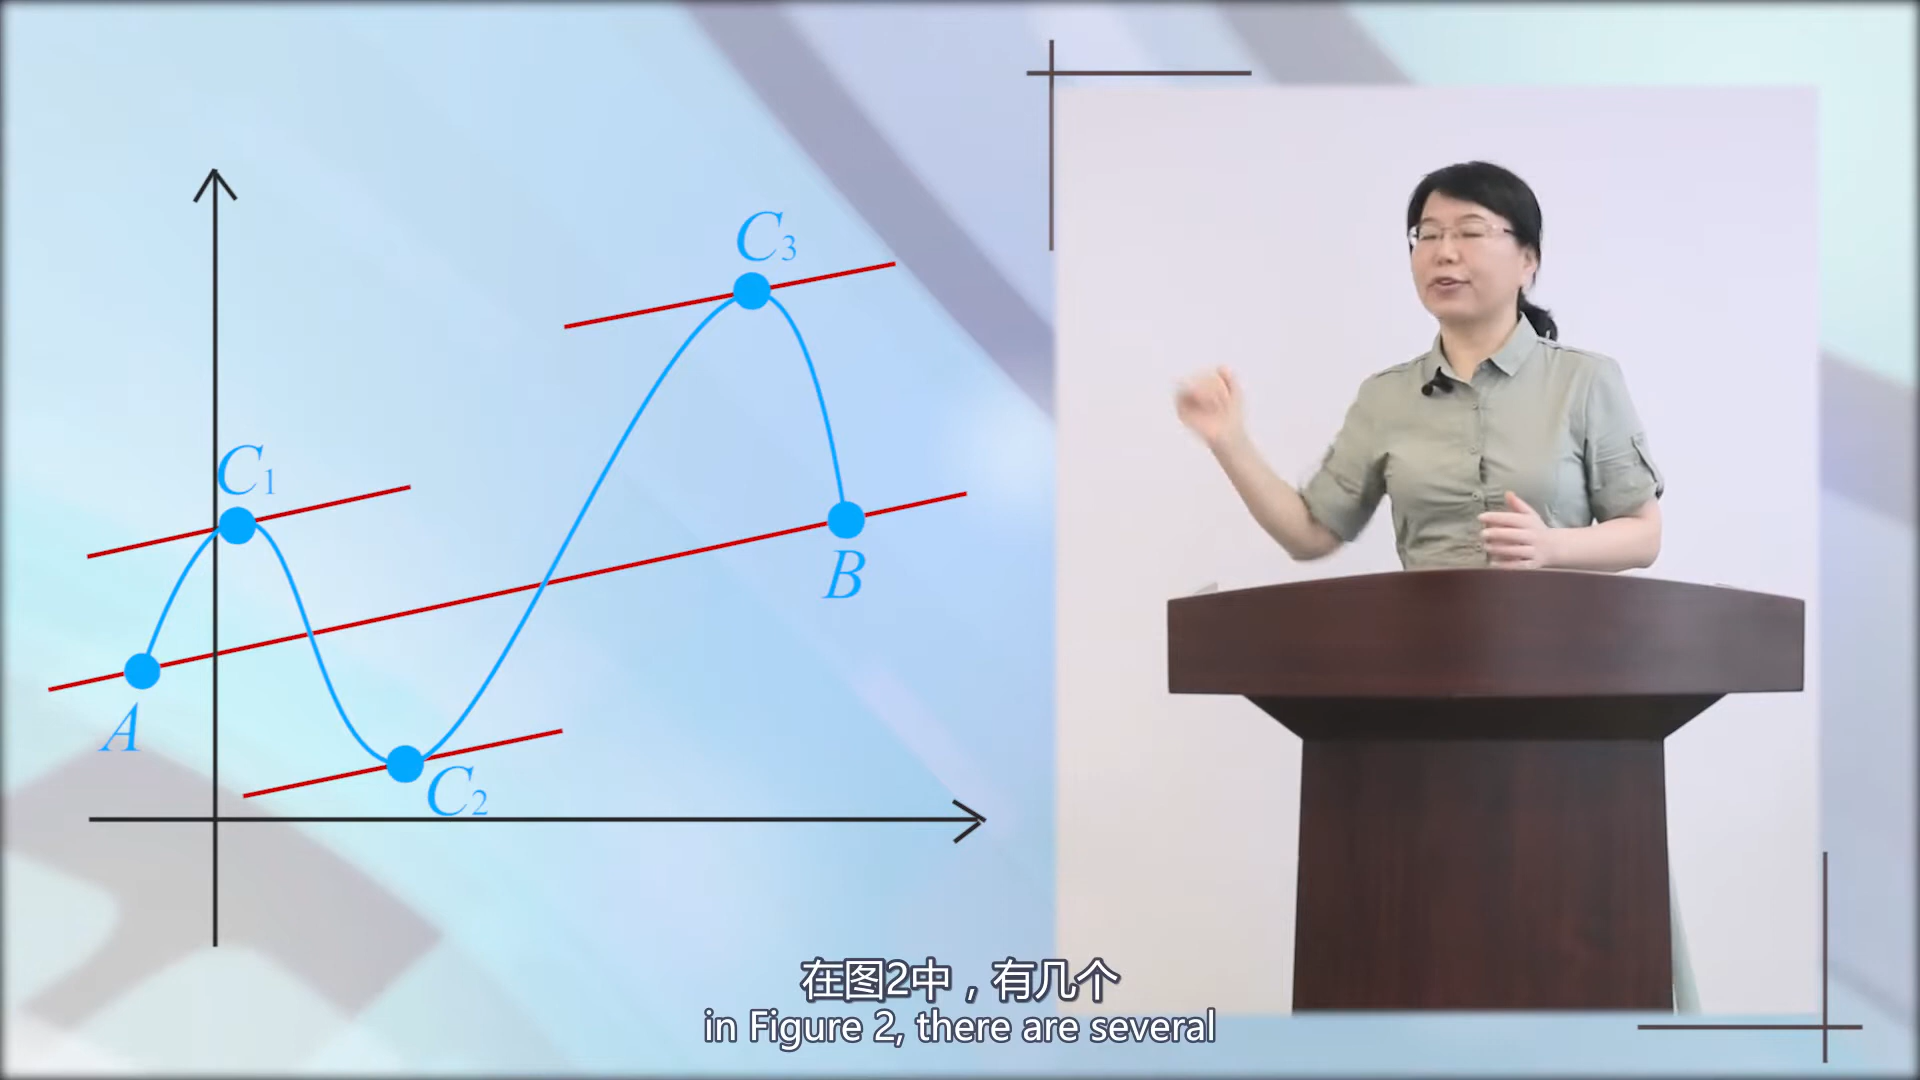 C3
C1
B
A
C2
在图2中，有几个
in Figure 2, there are several